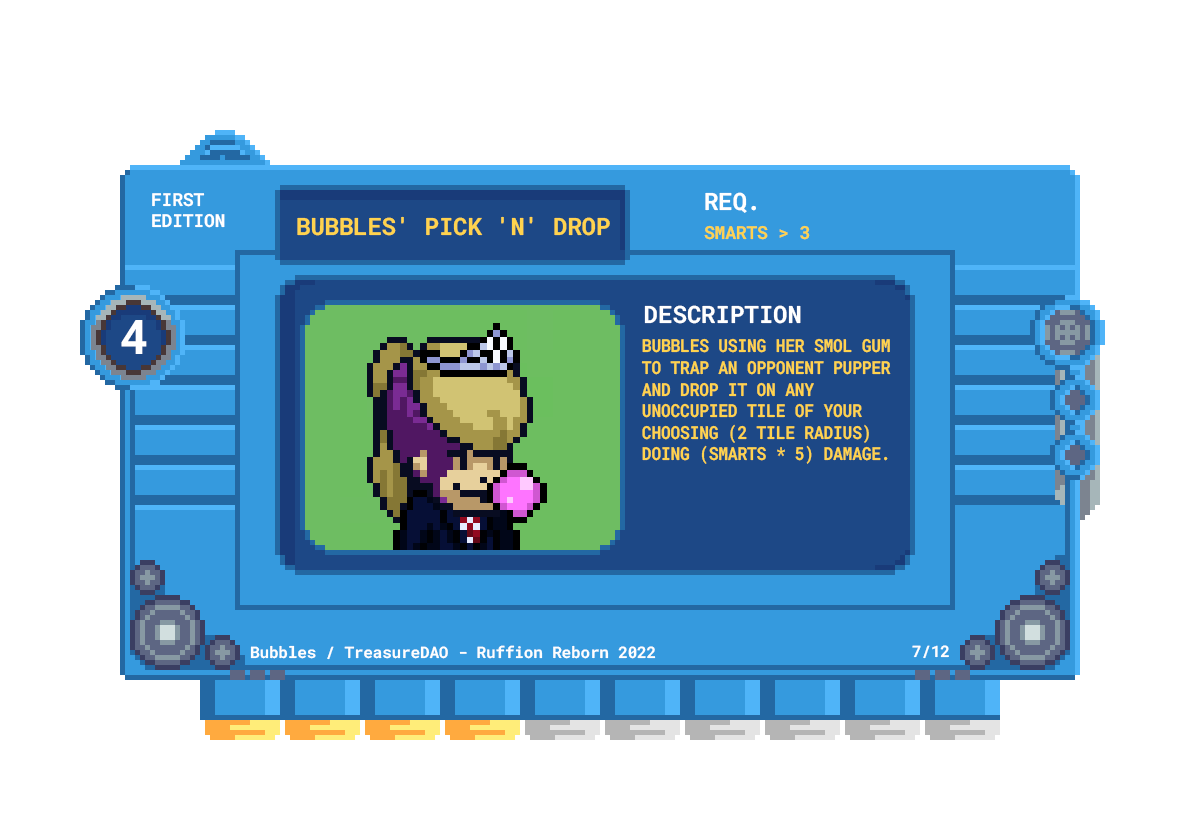 FIRST
EDITION
BUBBLES' PICK 'N' DROP
REQ.
SMARTS > 3
4
DESCRIPTION
BUBBLES USING HER SMOL GUM
TO TRAP AN OPPONENT PUPPER
AND DROP IT ON ANY
UNOCCUPIED TILE OF YOUR
CHOOSING (2 TILE RADIUS)
DOING (SMARTS * 5) DAMAGE.
Bubbles / TreasureDAO - Ruffion Reborn 2022
7/12